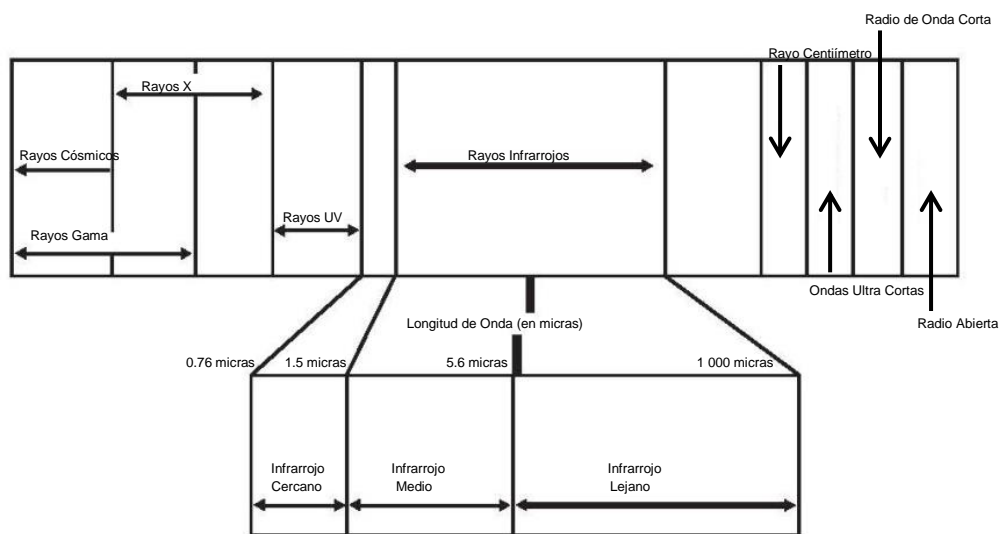 Radio de Onda Corta
Rayo Centiímetro
Rayos X
Rayos Cósmicos
Rayos Infrarrojos
Rayos UV
Rayos Gama
Ondas Ultra Cortas
Radio Abierta
Longitud de Onda (en micras)
0.76 micras
1.5 micras
5.6 micras
1 000 micras
Infrarrojo
Cercano
Infrarrojo
Medio
Infrarrojo
Lejano